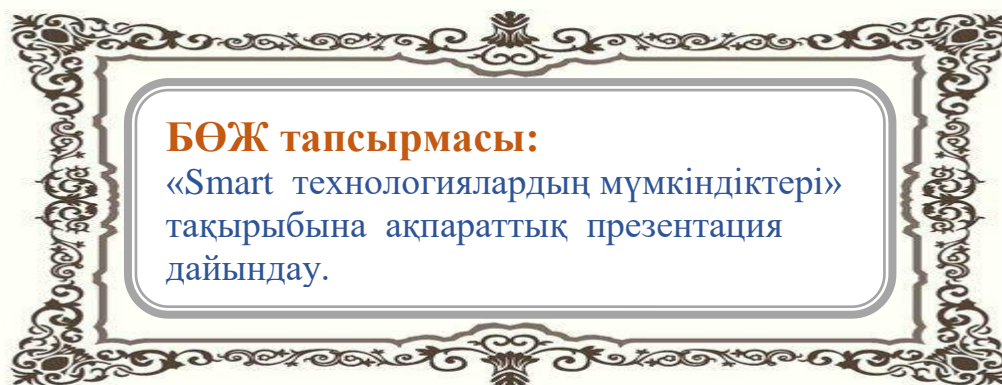 БӨЖ тапсырмасы:
«Smart технологиялардың мүмкіндіктері»
тақырыбына ақпараттық презентация
дайындау.